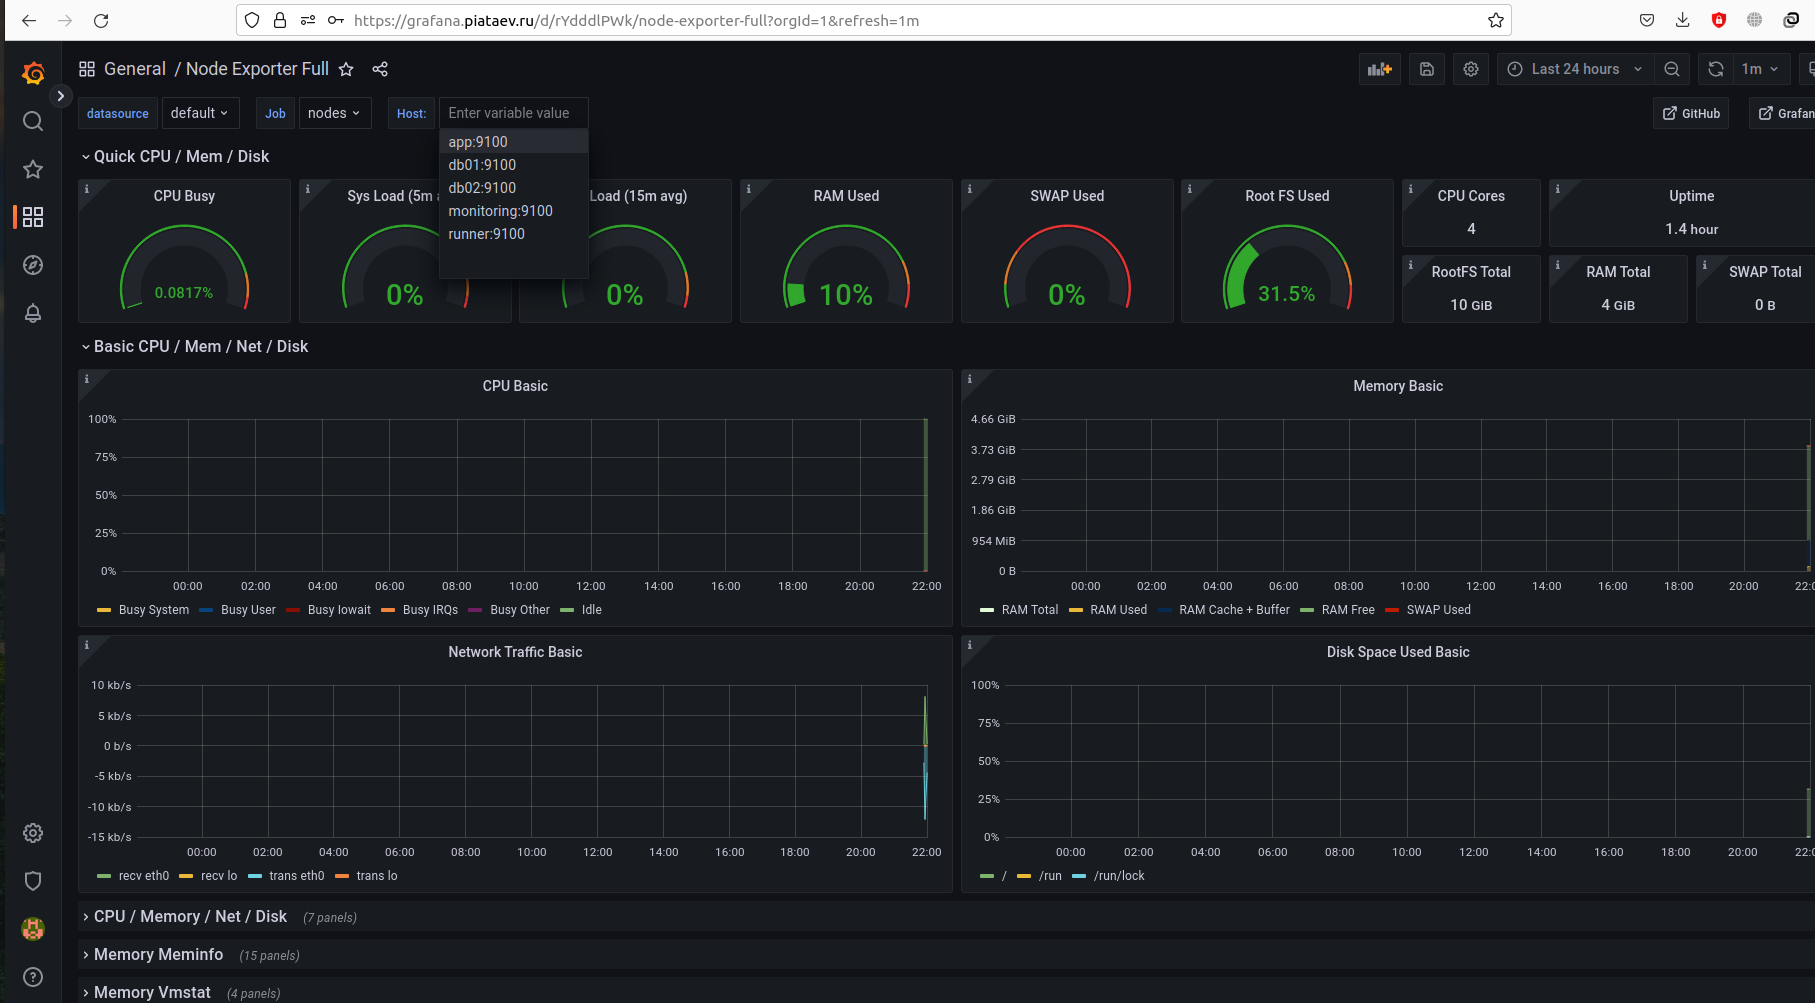 https://grafana.piataev.ru/d/rYdddlPWk/node-exporter-full?orgId=1&refresh=1m
General / Node Exporter Full
Last 24 hours
1m
datasource
default
Job
nodes
Host:
Enter variable value
GitHub
Grafan
app:9100
db01:9100
db02:9100
monitoring:9100
runner:9100
Quick CPU / Mem / Disk
CPU Busy
0.0817%
Sys Load (5m a
0%
Load (15m avg)
0%
RAM Used
10%
SWAP Used
0%
Root FS Used
31.5%
CPU Cores
4
Uptime
1.4 hour
RootFS Total
10 GiB
RAM Total
4 GiB
SWAP Total
0 B
Basic CPU / Mem / Net / Disk
CPU Basic
100%
75%
50%
25%
0%
00:00 02:00 04:00 06:00 08:00 10:00 12:00 14:00 16:00 18:00 20:00 22:00
Busy System Busy User Busy Iowait Busy IRQs Busy Other Idle
Memory Basic
4.66 GiB
3.73 GiB
2.79 GiB
1.86 GiB
954 MiB
0 B
00:00 02:00 04:00 06:00 08:00 10:00 12:00 14:00 16:00 18:00 20:00 22:0
RAM Total RAM Used RAM Cache + Buffer RAM Free SWAP Used
Network Traffic Basic
10 kb/s
5 kb/s
0 b/s
-5 kb/s
-10 kb/s
-15 kb/s
00:00 02:00 04:00 06:00 08:00 10:00 12:00 14:00 16:00 18:00 20:00 22:00
recv eth0 recv lo trans eth0 trans lo
Disk Space Used Basic
100%
75%
50%
25%
0%
00:00 02:00 04:00 06:00 08:00 10:00 12:00 14:00 16:00 18:00 20:00 22:0
/ /run /run/lock
CPU / Memory / Net / Disk (7 panels)
Memory Meminfo (15 panels)
Memory Vmstat (4 panels)